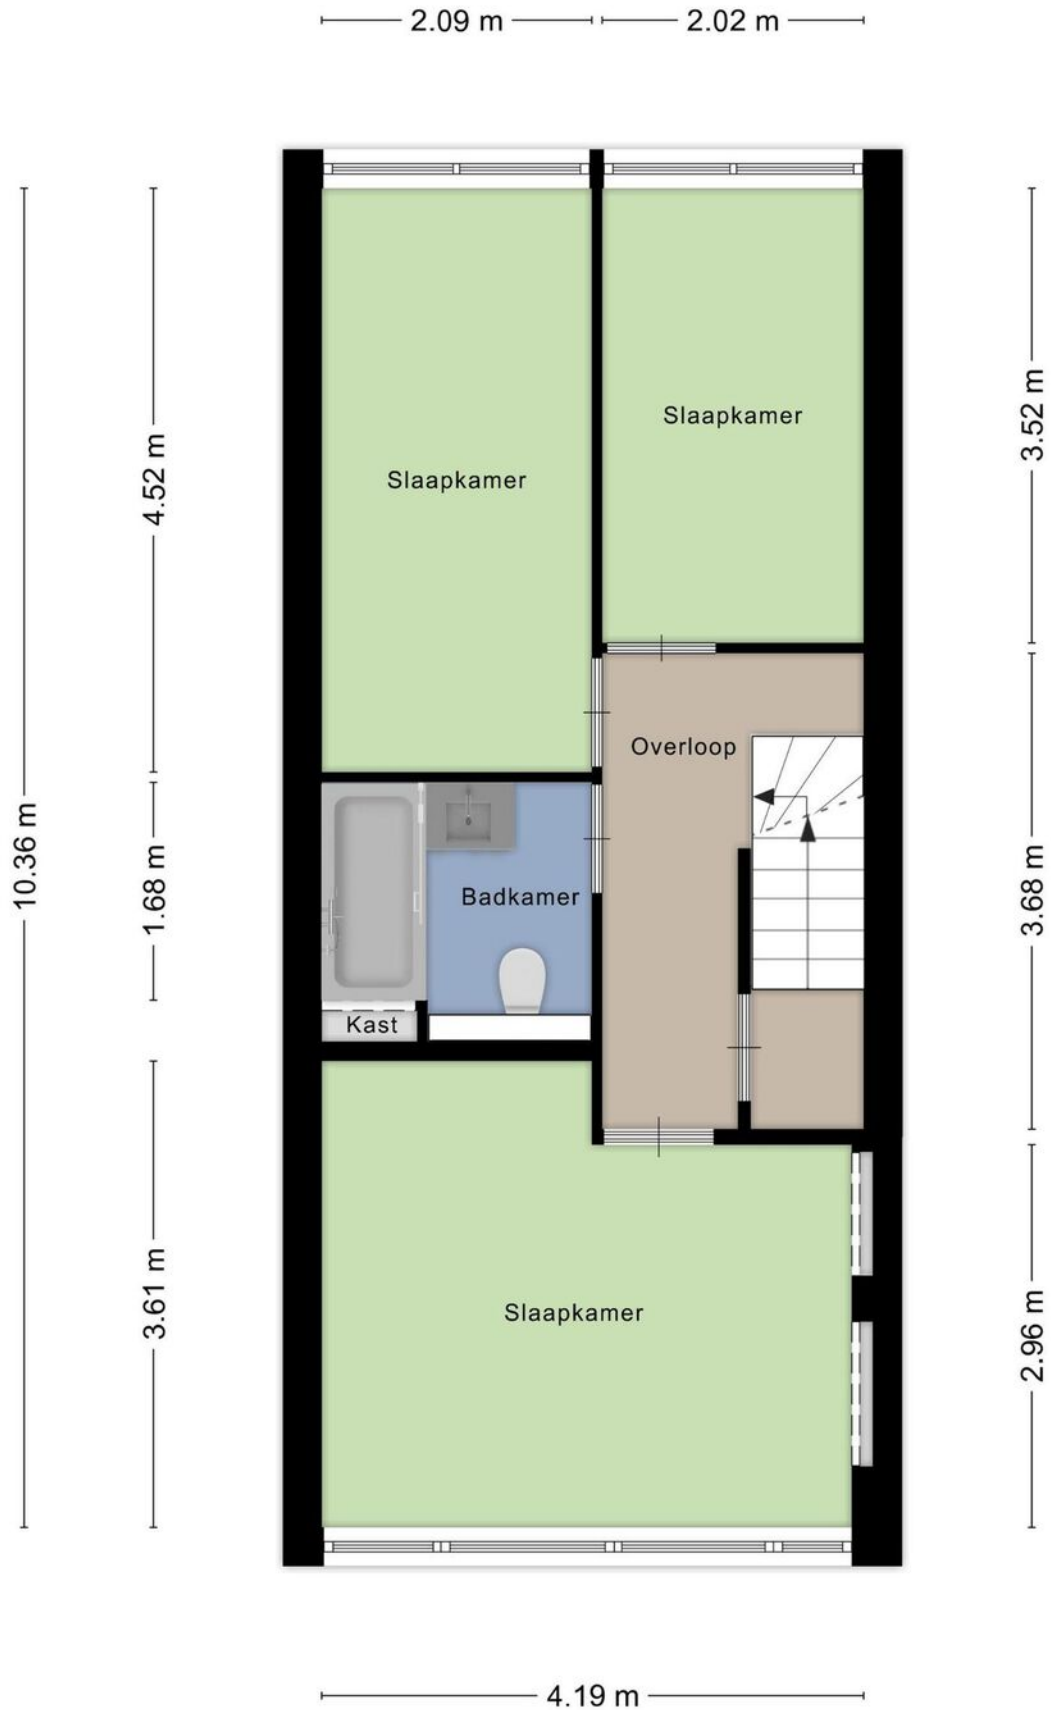 2.09 m
2.02 m
4.52 m
3.52 m
Slaapkamer
Slaapkamer
Overloop
10.36 m
1.68 m
3.68 m
Badkamer
Kast
3.61 m
2.96 m
Slaapkamer
4.19 m